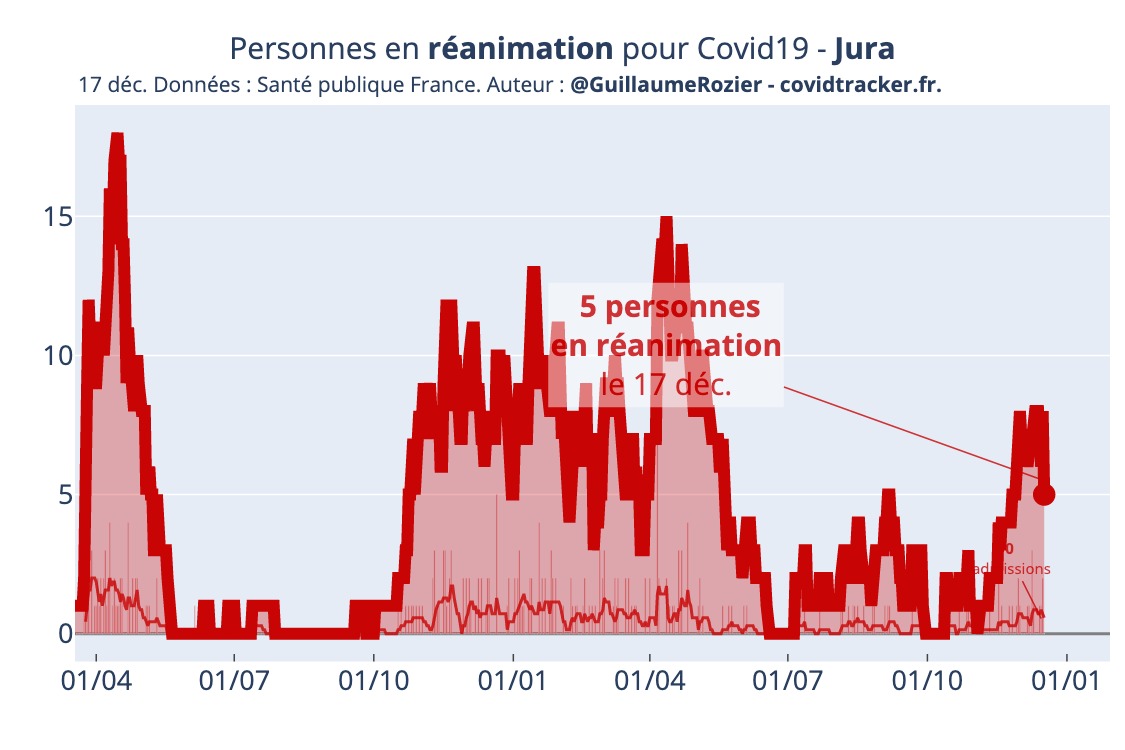 Personnes en réanimation pour Covid19 - Jura
17 déc. Données : Santé publique France. Auteur : @GuillaumeRozier - covidtracker.fr.
15
10
5
0
5 personnes
en réanimation
le 17 déc.
0
admissions
01/04
01/07
01/10
01/01
01/04
01/07
01/10
01/01